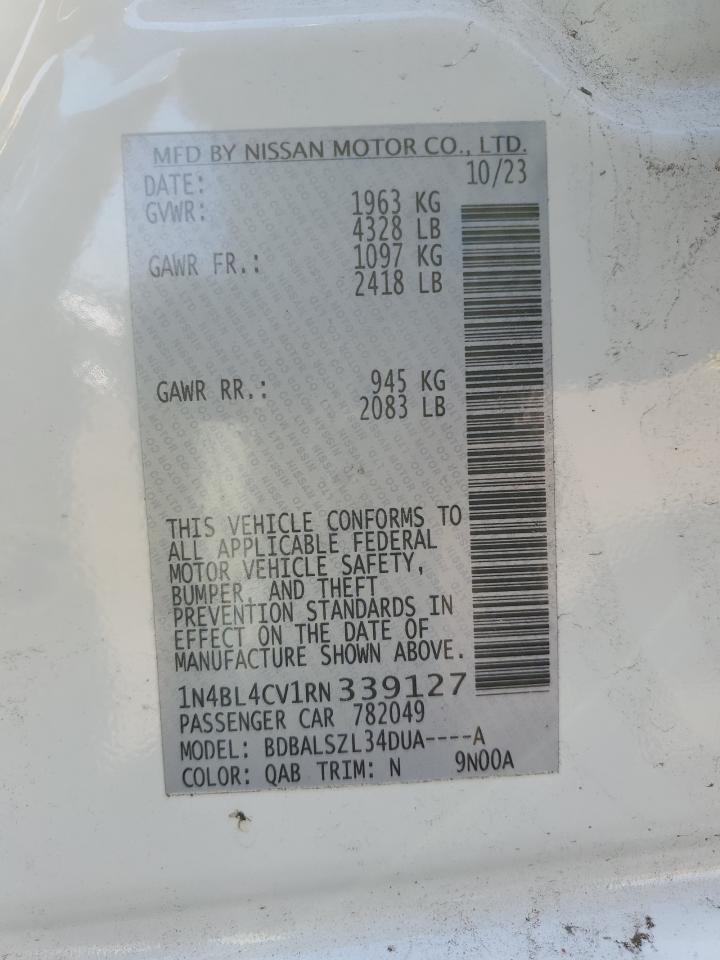 MFD BY NISSAN MOTOR CO., LTD.
DATE: 10/23
GVWR: 1963 KG
4328 LB
GAWR FR.: 1097 KG
2418 LB
GAWR RR.: 945 KG
2083 LB
THIS VEHICLE CONFORMS TO
ALL APPLICABLE FEDERAL
MOTOR VEHICLE SAFETY,
BUMPER, AND THEFT
PREVENTION STANDARDS IN
EFFECT ON THE DATE OF
MANUFACTURE SHOWN ABOVE.
1N4BL4CV1RN 339127
PASSENGER CAR 782049
MODEL: BDBALSZL34DUA----A
COLOR: QAB TRIM: N 9N00A